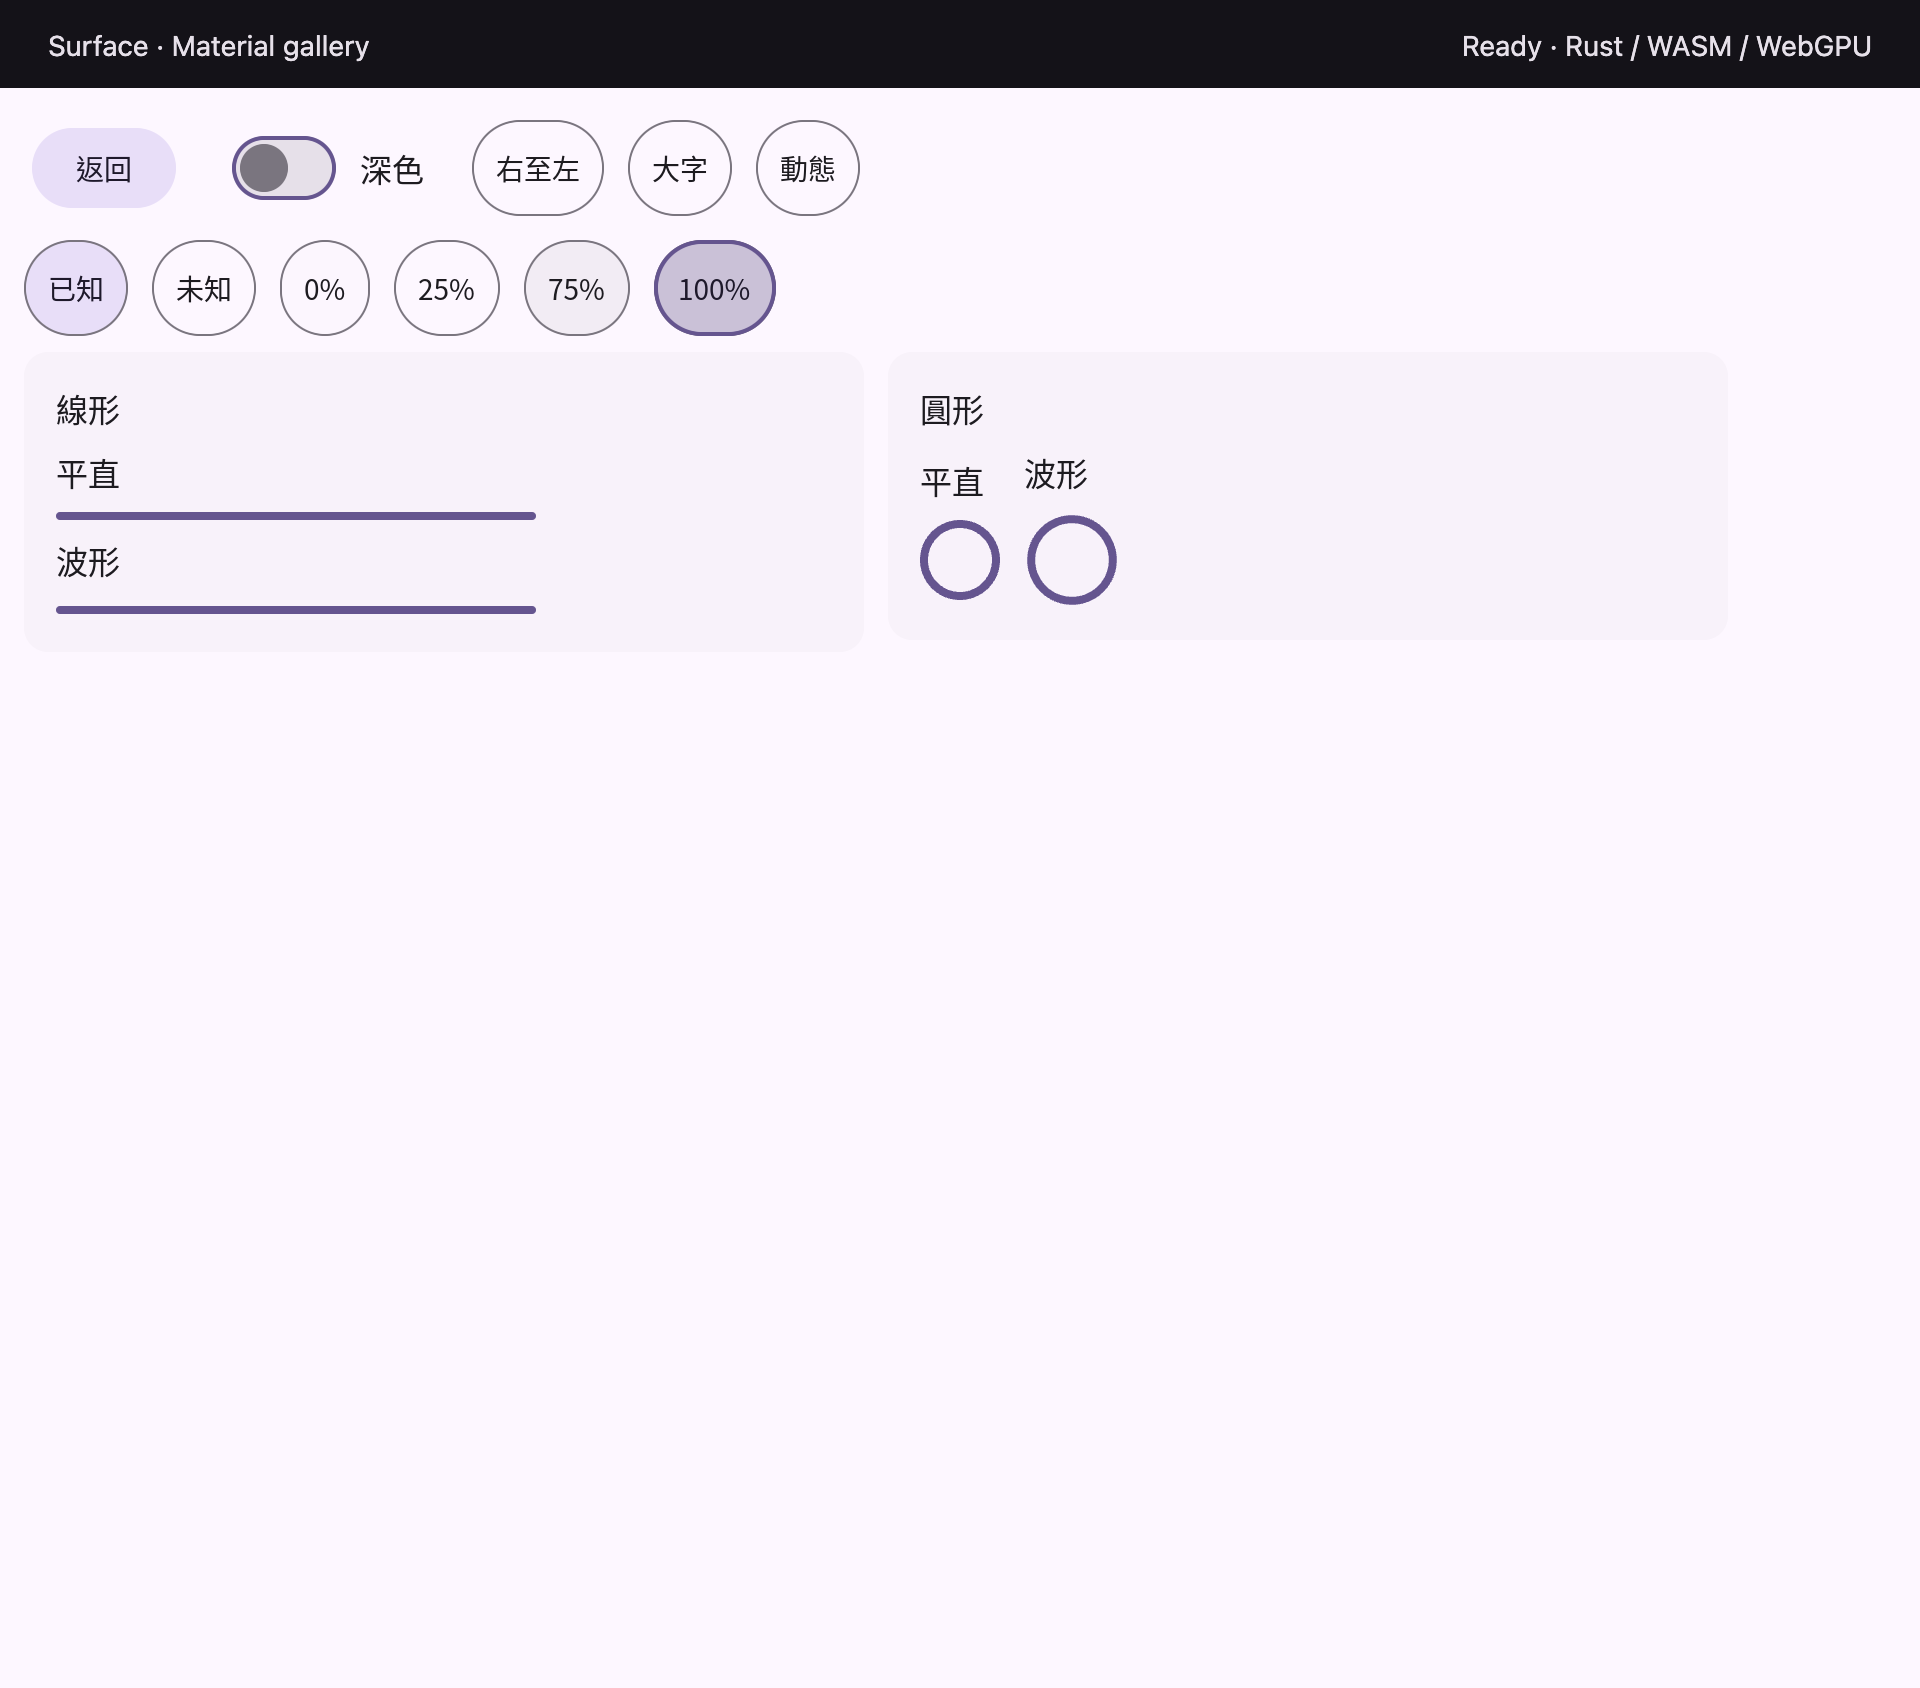 Surface · Material gallery
Ready · Rust / WASM / WebGPU
返回
深色
右至左
大字
動態
已知
未知
0%
25%
75%
100%
線形
平直
波形
圓形
平直
波形